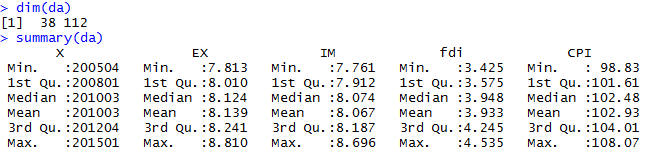 > dim(da)
[1]  38 112
> summary(da)
       X                EX              IM             fdi             CPI
 Min.   :200504   Min.   :7.813   Min.   :7.761   Min.   :3.425   Min.   : 98.83
 1st Qu.:200801   1st Qu.:8.010   1st Qu.:7.912   1st Qu.:3.575   1st Qu.:101.61
 Median :201003   Median :8.124   Median :8.074   Median :3.948   Median :102.48
 Mean   :201003   Mean   :8.139   Mean   :8.067   Mean   :3.933   Mean   :102.93
 3rd Qu.:201204   3rd Qu.:8.241   3rd Qu.:8.187   3rd Qu.:4.245   3rd Qu.:104.01
 Max.   :201501   Max.   :8.810   Max.   :8.696   Max.   :4.535   Max.   :108.07